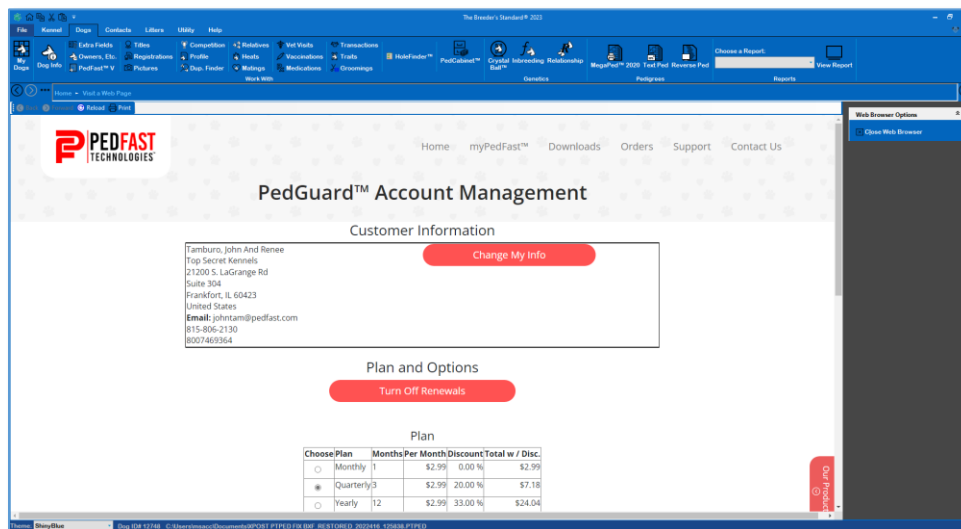 The Breeder's Standard® 2023
File Kennel Dogs Contacts Litters Utility Help
My Dogs
Dog Info
Extra Fields
Owners, Etc.
PedFast™ V
Titles
Registrations
Pictures
Competition
Profile
Dup. Finder
Relatives
Heats
Matings
Vet Visits
Vaccinations
Medications
Transactions
Traits
Groomings
HoloFinder™
Work With
PedCabinet™
Crystal Ball™
Inbreeding
Relationship
Genetics
MegaPed™ 2020
Text Ped
Reverse Ped
Pedigrees
Choose a Report:
View Report
Reports
Home
Visit a Web Page
Back Forward Reload Print
Web Browser Options
Close Web Browser
PEDFAST
TECHNOLOGIES
Home myPedFast™ Downloads Orders Support Contact Us
PedGuard™ Account Management
Customer Information
Tamburo, John And Renee
Top Secret Kennels
21200 S. LaGrange Rd
Suite 304
Frankfort, IL 60423
United States
Email: johntam@pedfast.com
815-806-2130
8007469364
Change My Info
Plan and Options
Turn Off Renewals
Plan
Choose Plan Months Per Month Discount Total w / Disc.
Monthly 1 $2.99 0.00 % $2.99
Quarterly 3 $2.99 20.00 % $7.18
Yearly 12 $2.99 33.00 % $24.04
Our Product
Theme: ShinyBlue
Dog ID# 12748